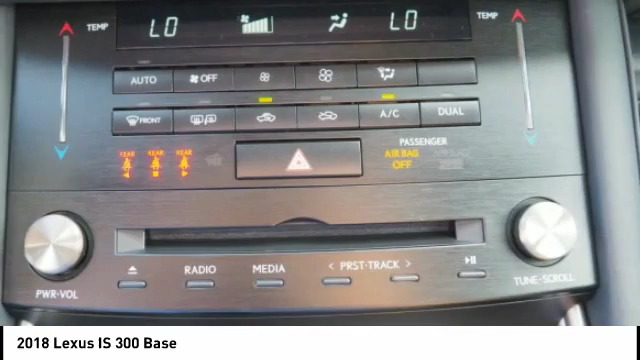 TEMP LO LO TEMP
AUTO OFF
FRONT A/C DUAL
REAR REAR REAR
PASSENGER
AIR BAG
OFF
RADIO MEDIA < PRST·TRACK >
PWR·VOL TUNE·SCROLL
2018 Lexus IS 300 Base